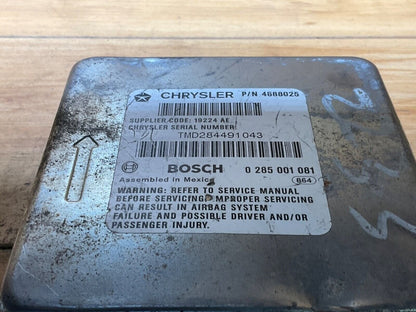 CHRYSLER P/N 4688025
SUPPLIER CODE: 19224 AE
CHRYSLER SERIAL NUMBER:
TMD284491043
BOSCH 0 285 001 081
Assembled in Mexico 864
WARNING: REFER TO SERVICE MANUAL
BEFORE SERVICING. IMPROPER SERVICING
CAN RESULT IN AIRBAG SYSTEM
FAILURE AND POSSIBLE DRIVER AND/OR
PASSENGER INJURY.